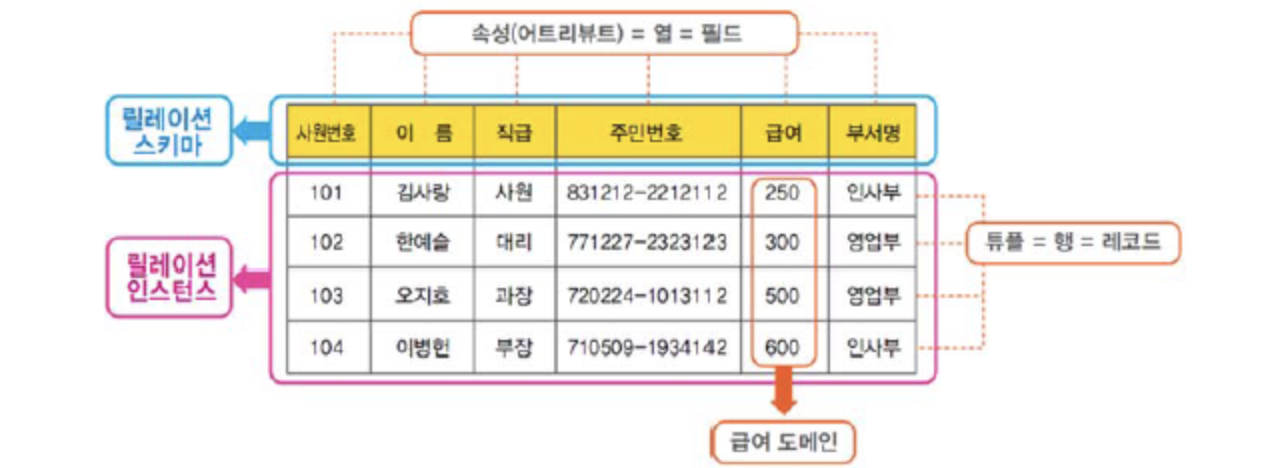 속성(어트리뷰트) = 열 = 필드
릴레이션
스키마
사원번호 이 름 직급 주민번호 급여 부서명
101 김사랑 사원 831212-2212112 250 인사부
102 한예슬 대리 771227-2323123 300 영업부
튜플 = 행 = 레코드
릴레이션
인스턴스
103 오지호 과장 720224-1013112 500 영업부
104 이병헌 부장 710509-1934142 600 인사부
급여 도메인